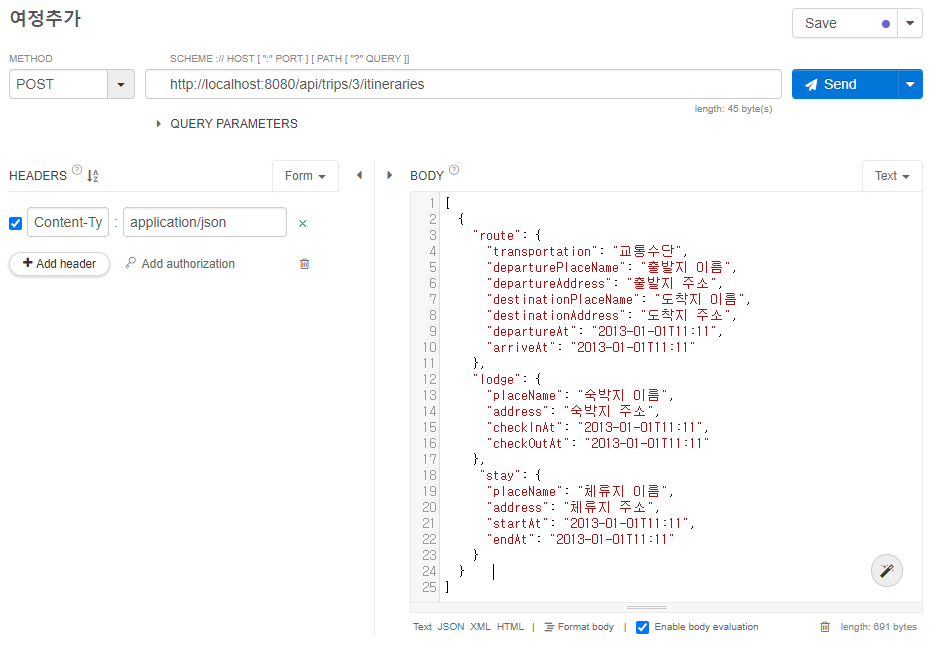 여정추가
Save
METHOD
SCHEME :// HOST [ ":" PORT ] [ PATH [ "?" QUERY ]]
POST
http://localhost:8080/api/trips/3/itineraries
Send
length: 45 byte(s)
QUERY PARAMETERS
HEADERS
Form
BODY
Text
Content-Ty : application/json
+ Add header
Add authorization
1 [
2 {
3 "route": {
4 "transportation": "교통수단",
5 "departurePlaceName": "출발지 이름",
6 "departureAddress": "출발지 주소",
7 "destinationPlaceName": "도착지 이름",
8 "destinationAddress": "도착지 주소",
9 "departureAt": "2013-01-01T11:11",
10 "arriveAt": "2013-01-01T11:11"
11 },
12 "lodge": {
13 "placeName": "숙박지 이름",
14 "address": "숙박지 주소",
15 "checkInAt": "2013-01-01T11:11",
16 "checkOutAt": "2013-01-01T11:11"
17 },
18 "stay": {
19 "placeName": "체류지 이름",
20 "address": "체류지 주소",
21 "startAt": "2013-01-01T11:11",
22 "endAt": "2013-01-01T11:11"
23 }
24 }
25 ]
Text JSON XML HTML | Format body | Enable body evaluation
length: 691 bytes